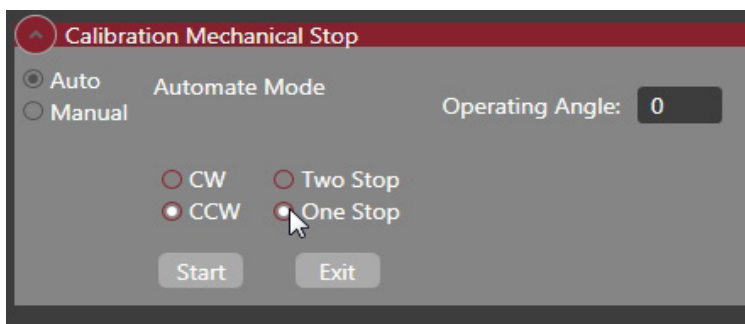 Calibration Mechanical Stop
Auto
Manual
Automate Mode
Operating Angle: 0
CW
Two Stop
CCW
One Stop
Start
Exit